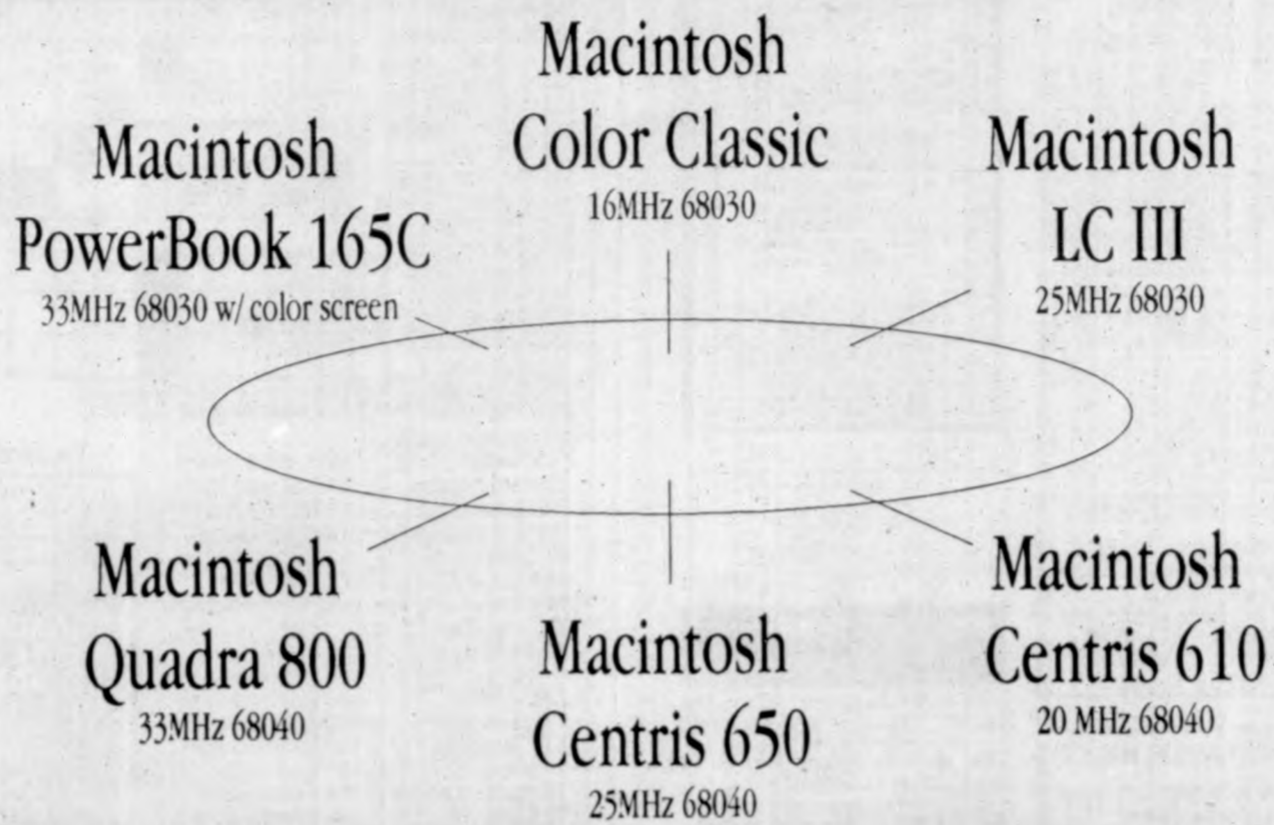 Macintosh
Color Classic
16MHz 68030
Macintosh
PowerBook 165C
33MHz 68030 w/ color screen
Macintosh
LC III
25MHz 68030
Macintosh
Quadra 800
33MHz 68040
Macintosh
Centris 650
25MHz 68040
Macintosh
Centris 610
20 MHz 68040